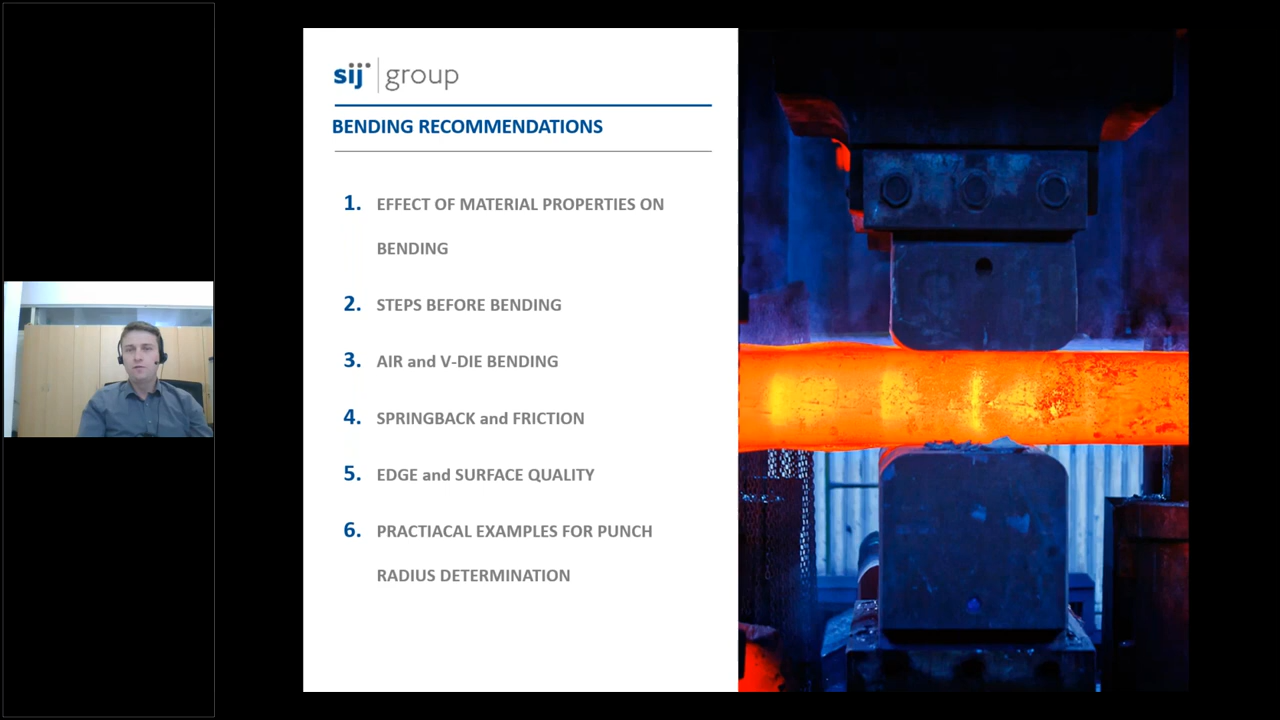 sij group
BENDING RECOMMENDATIONS
1. EFFECT OF MATERIAL PROPERTIES ON
BENDING
2. STEPS BEFORE BENDING
3. AIR and V-DIE BENDING
4. SPRINGBACK and FRICTION
5. EDGE and SURFACE QUALITY
6. PRACTIACAL EXAMPLES FOR PUNCH
RADIUS DETERMINATION